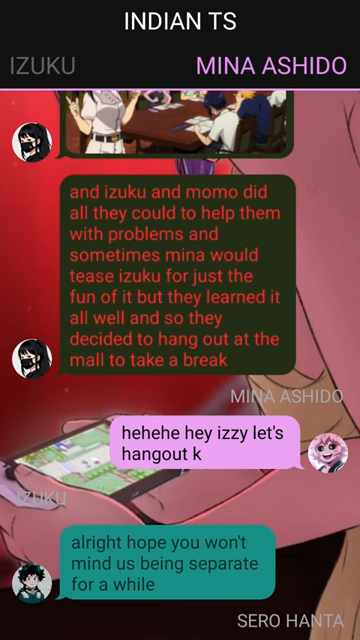 INDIAN TS
IZUKU
MINA ASHIDO
and izuku and momo did
all they could to help them
with problems and
sometimes mina would
tease izuku for just the
fun of it but they learned it
all well and so they
decided to hang out at the
mall to take a break
MINA ASHIDO
hehehe hey izzy let's
hangout k
IZUKU
alright hope you won't
mind us being separate
for a while
SERO HANTA